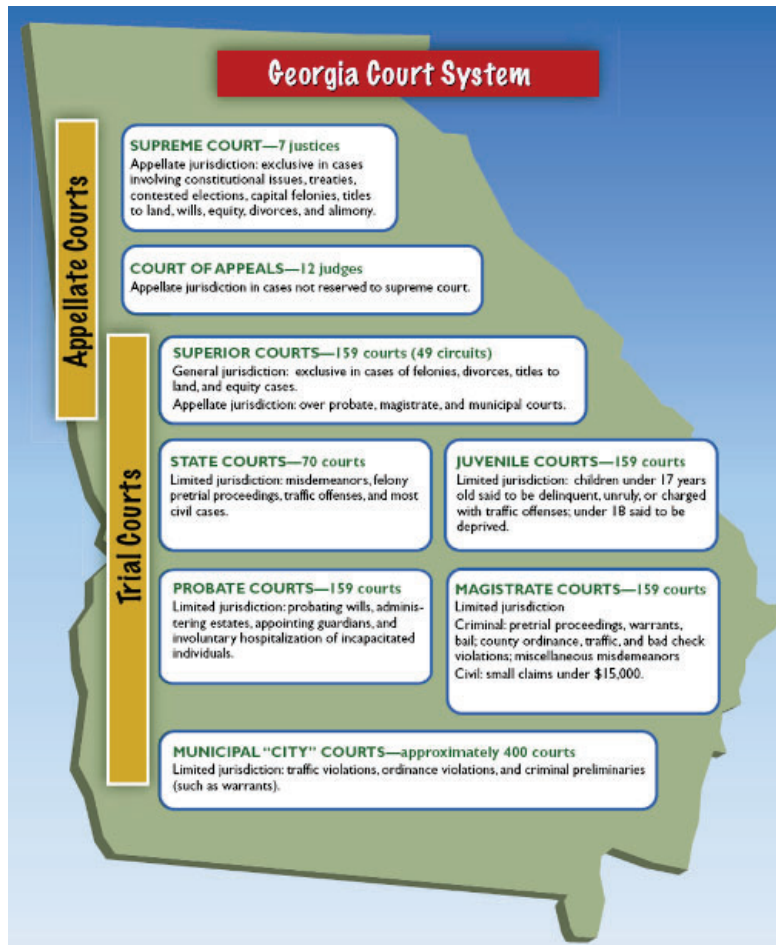 Georgia Court System
Appellate Courts
SUPREME COURT—7 justices
Appellate jurisdiction: exclusive in cases
involving constitutional issues, treaties,
contested elections, capital felonies, titles
to land, wills, equity, divorces, and alimony.
COURT OF APPEALS—12 judges
Appellate jurisdiction in cases not reserved to supreme court.
Trial Courts
SUPERIOR COURTS—159 courts (49 circuits)
General jurisdiction: exclusive in cases of felonies, divorces, titles to
land, and equity cases.
Appellate jurisdiction: over probate, magistrate, and municipal courts.
STATE COURTS—70 courts
Limited jurisdiction: misdemeanors, felony
pretrial proceedings, traffic offenses, and most
civil cases.
JUVENILE COURTS—159 courts
Limited jurisdiction: children under 17 years
old said to be delinquent, unruly, or charged
with traffic offenses; under 18 said to be
deprived.
PROBATE COURTS—159 courts
Limited jurisdiction: probating wills, adminis-
tering estates, appointing guardians, and
involuntary hospitalization of incapacitated
individuals.
MAGISTRATE COURTS—159 courts
Limited jurisdiction
Criminal: pretrial proceedings, warrants,
bail; county ordinance, traffic, and bad check
violations; miscellaneous misdemeanors
Civil: small claims under $15,000.
MUNICIPAL “CITY” COURTS—approximately 400 courts
Limited jurisdiction: traffic violations, ordinance violations, and criminal preliminaries
(such as warrants).